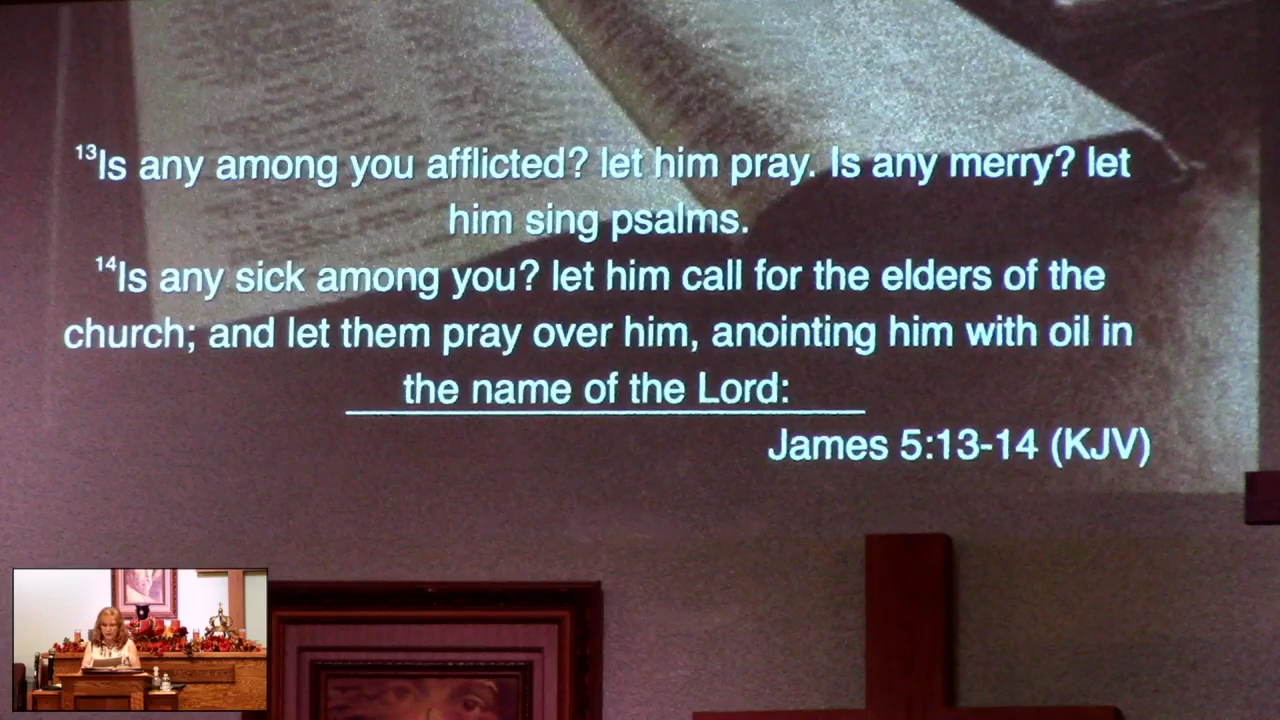 ¹³Is any among you afflicted? let him pray. Is any merry? let
him sing psalms.
¹⁴Is any sick among you? let him call for the elders of the
church; and let them pray over him, anointing him with oil in
the name of the Lord:
James 5:13-14 (KJV)